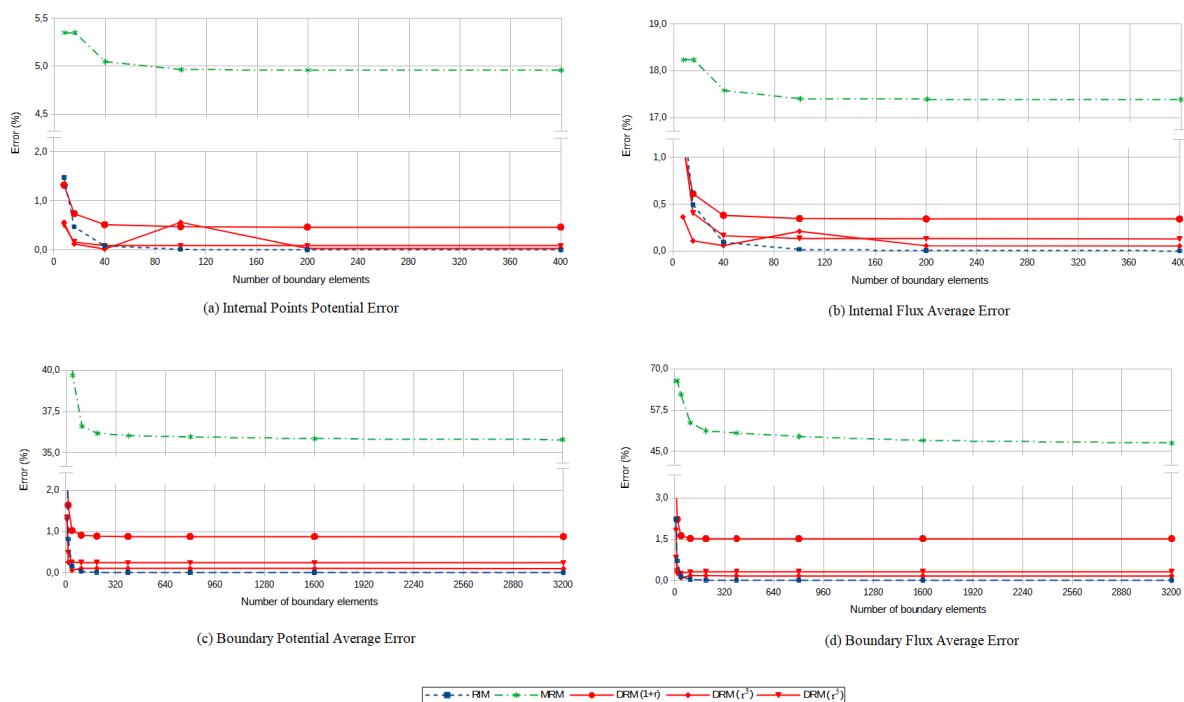 5,5
5,0
4,5
Error (%)
2,0
1,0
0,0
0 40 80 120 160 200 240 280 320 360 400
Number of boundary elements
(a) Internal Points Potential Error
19,0
18,0
17,0
Error (%)
1,0
0,5
0,0
0 40 80 120 160 200 240 280 320 360 400
Number of boundary elements
(b) Internal Flux Average Error
40,0
37,5
35,0
Error (%)
2,0
1,0
0,0
0 320 640 960 1280 1600 1920 2240 2560 2880 3200
Number of boundary elements
(c) Boundary Potential Average Error
70,0
57,5
45,0
Error (%)
3,0
1,5
0,0
0 320 640 960 1280 1600 1920 2240 2560 2880 3200
Number of boundary elements
(d) Boundary Flux Average Error
RIM MRM DRM (1+r) DRM (r³) DRM (r⁵)